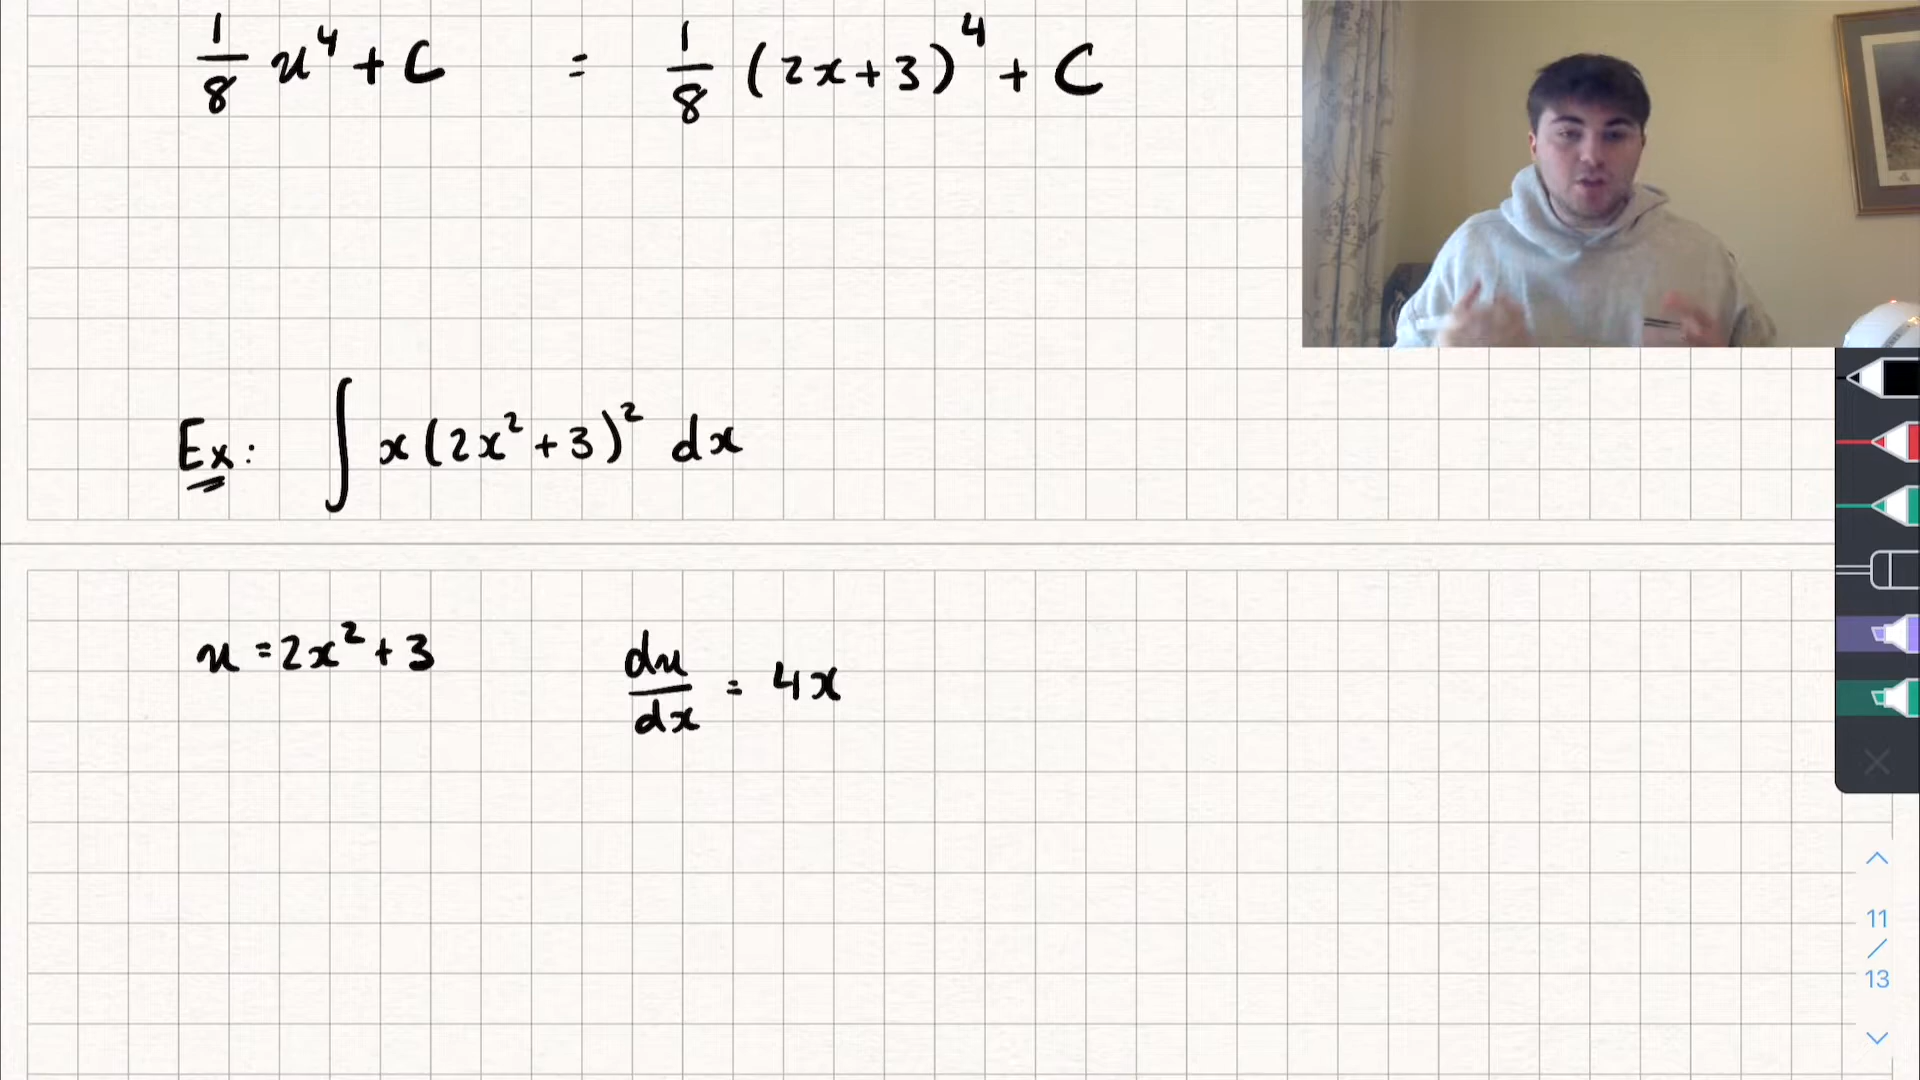 1/8 u⁴ + C = 1/8 (2x+3)⁴ + C
Ex: ∫ x(2x²+3)² dx
u = 2x² + 3 du/dx = 4x
11
/
13